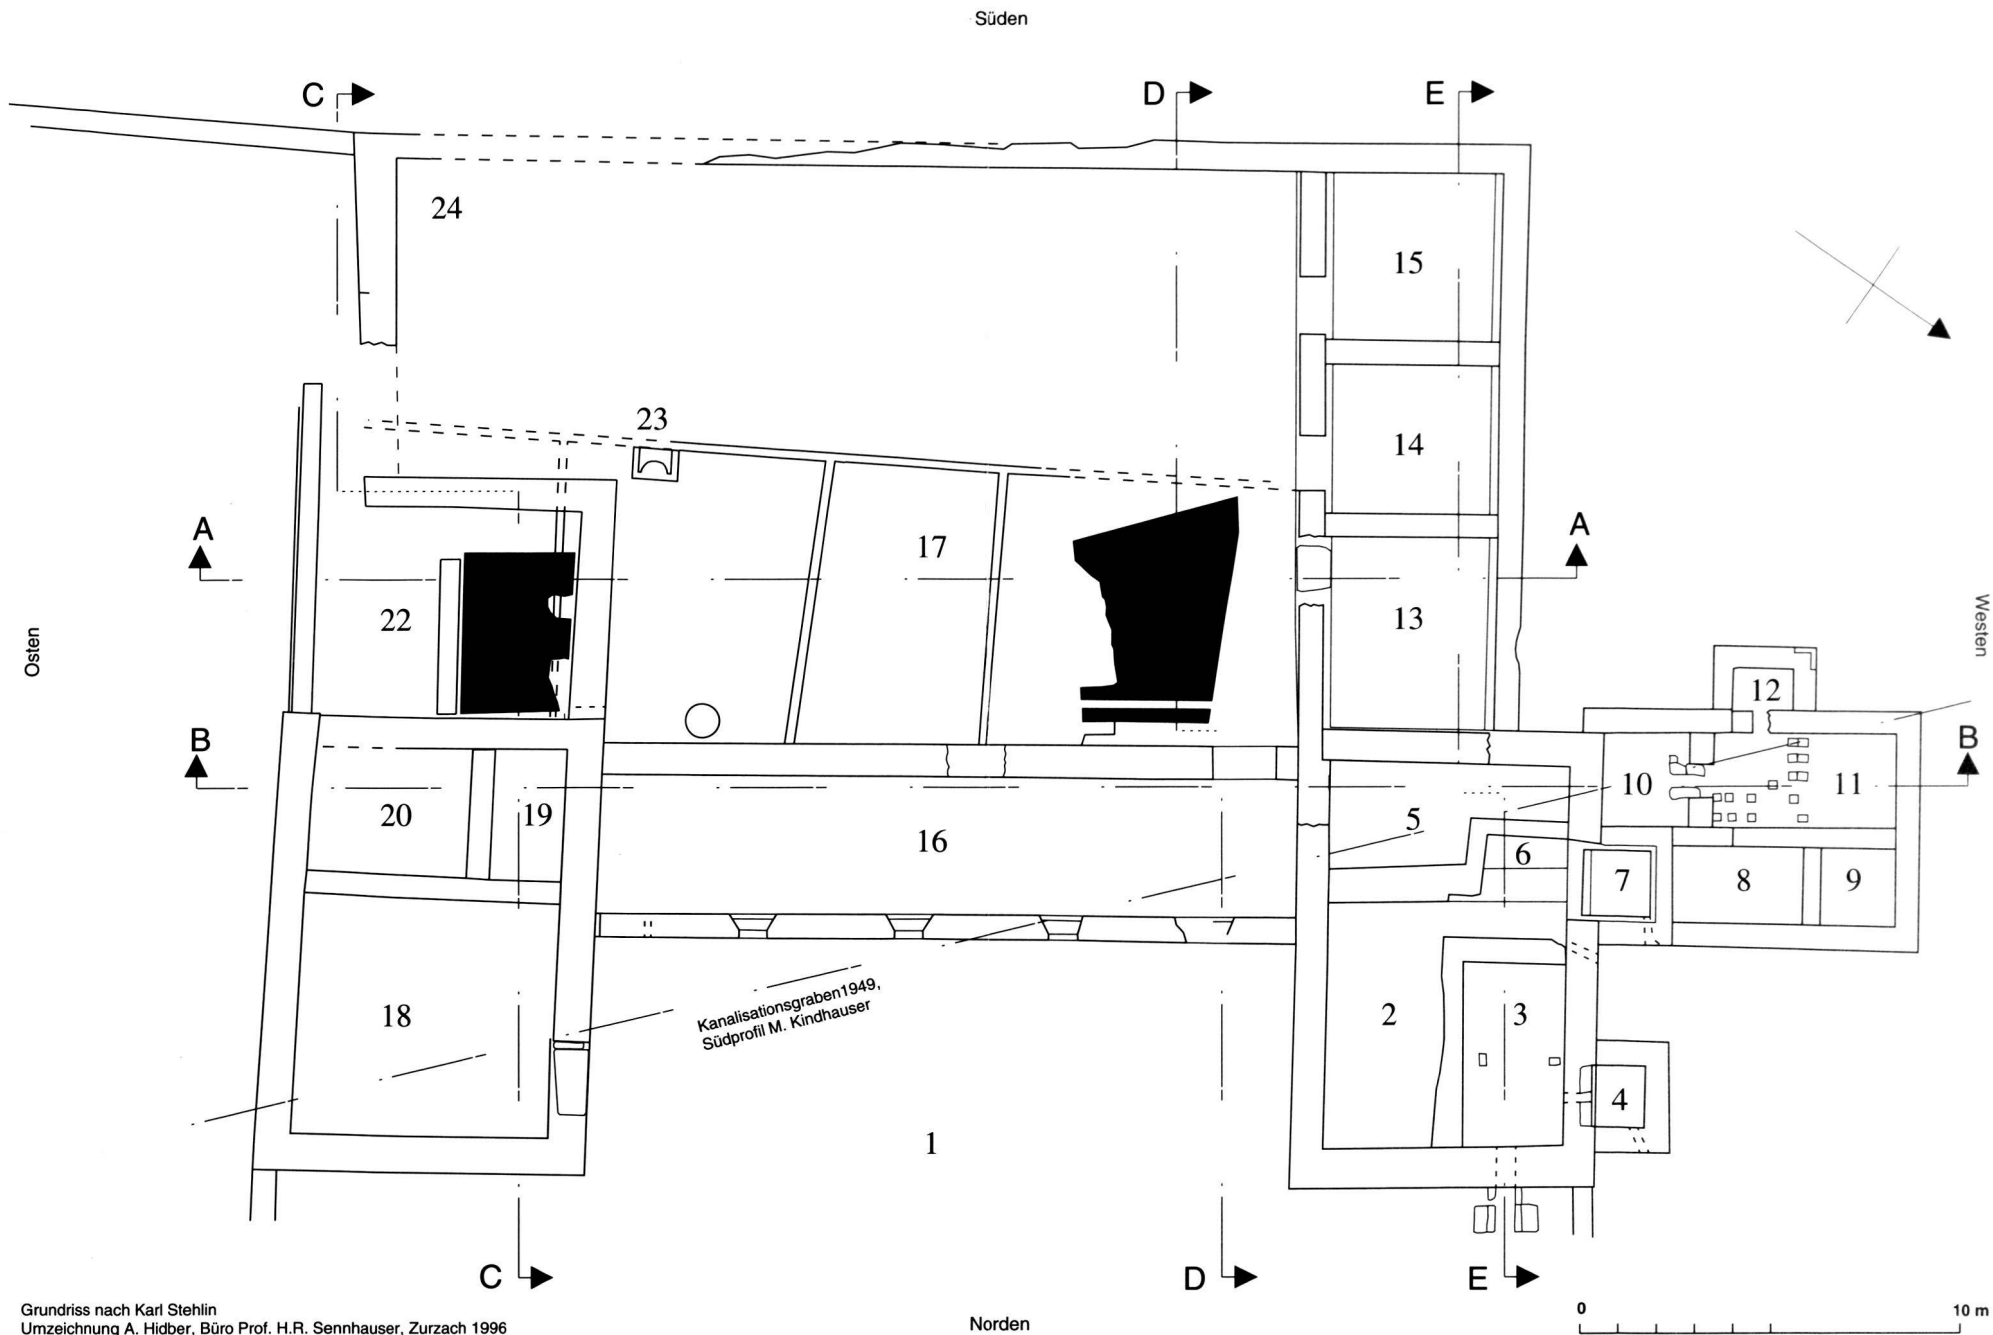 Süden
C
D
E
24
15
23
14
A
17
A
22
13
Osten
Westen
12
B
B
20
19
16
5
6
10
11
7
8
9
Kanalisationsgraben1949,
Südprofil M. Kindhauser
18
2
3
4
1
C
D
E
Grundriss nach Karl Stehlin
Umzeichnung A. Hidber, Büro Prof. H.R. Sennhauser, Zurzach 1996
Norden
0
10 m